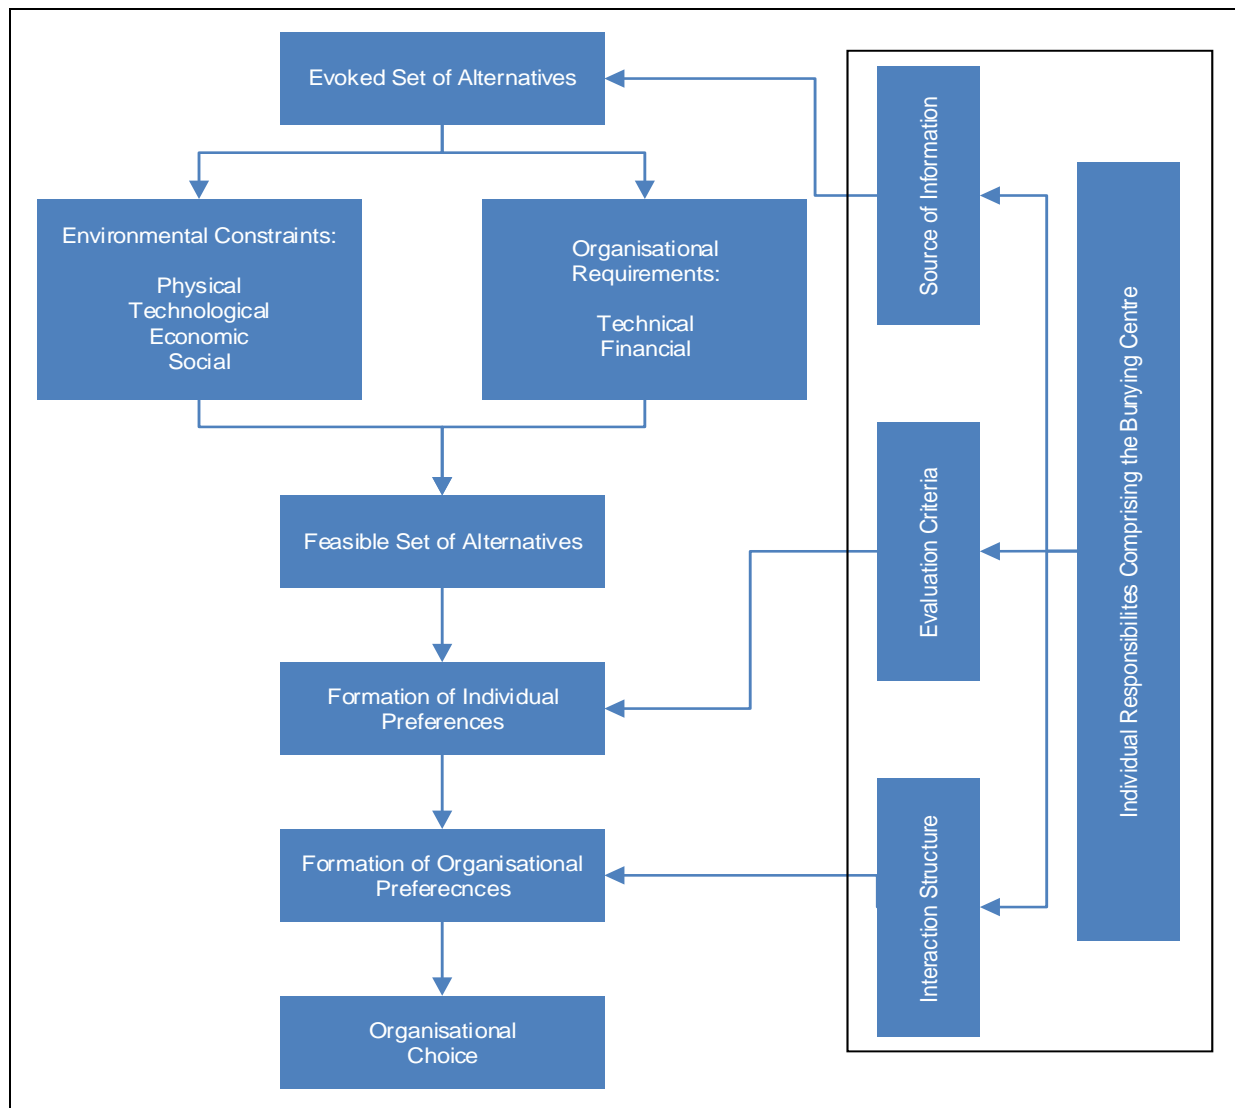 Evoked Set of Alternatives
Environmental Constraints:
Physical
Technological
Economic
Social
Organisational
Requirements:
Technical
Financial
Feasible Set of Alternatives
Formation of Individual
Preferences
Formation of Organisational
Preferecnces
Organisational
Choice
Source of Information
Evaluation Criteria
Interaction Structure
Individual Responsibilites Comprising the Bunying Centre